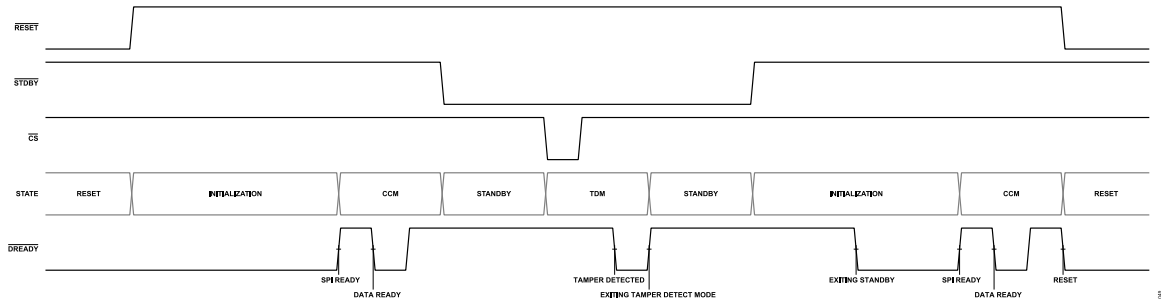 RESET
STDBY
CS
STATE RESET INITIALIZATION CCM STANDBY TDM STANDBY INITIALIZATION CCM RESET
DREADY
SPI READY TAMPER DETECTED EXITING STANDBY SPI READY RESET
DATA READY EXITING TAMPER DETECT MODE DATA READY